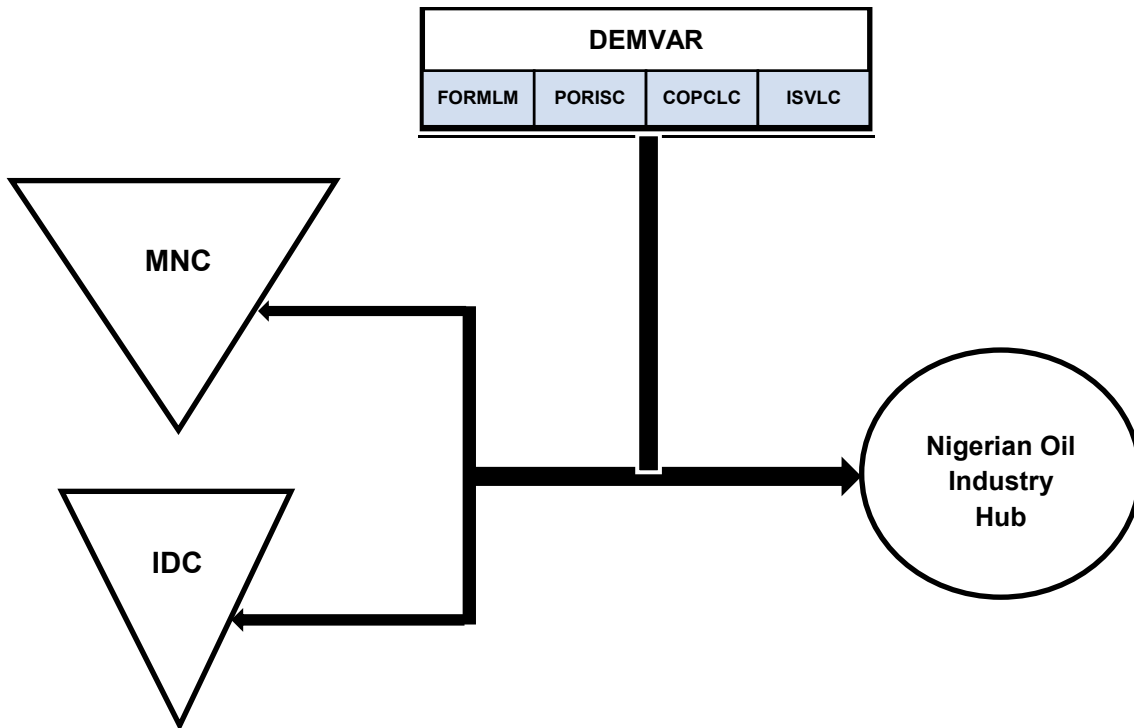 DEMVAR
FORMLM PORISC COPCLC ISVLC
MNC
Nigerian Oil
Industry
Hub
IDC